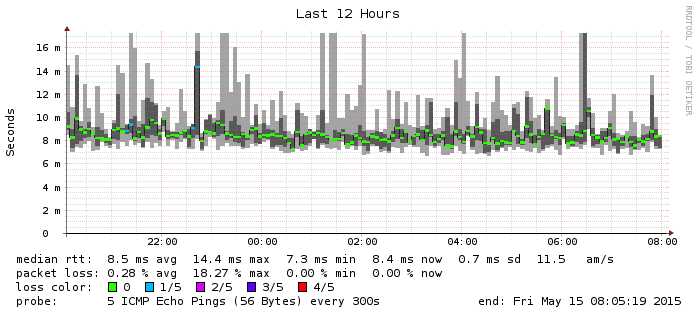 Last 12 Hours
RRDTOOL / TOBI OETIKER
Seconds
16 m
14 m
12 m
10 m
8 m
6 m
4 m
2 m
0
22:00 00:00 02:00 04:00 06:00 08:00
median rtt: 8.5 ms avg 14.4 ms max 7.3 ms min 8.4 ms now 0.7 ms sd 11.5 am/s
packet loss: 0.28 % avg 18.27 % max 0.00 % min 0.00 % now
loss color: 0 1/5 2/5 3/5 4/5
probe: 5 ICMP Echo Pings (56 Bytes) every 300s end: Fri May 15 08:05:19 2015